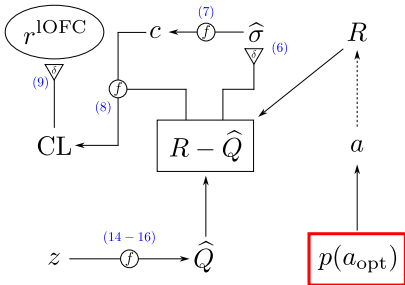 (7)
r^lOFC c f σ̂ R
δ δ (6)
(9) f
(8)
CL R − Q̂ a
(14 – 16)
z f Q̂ p(a_opt)